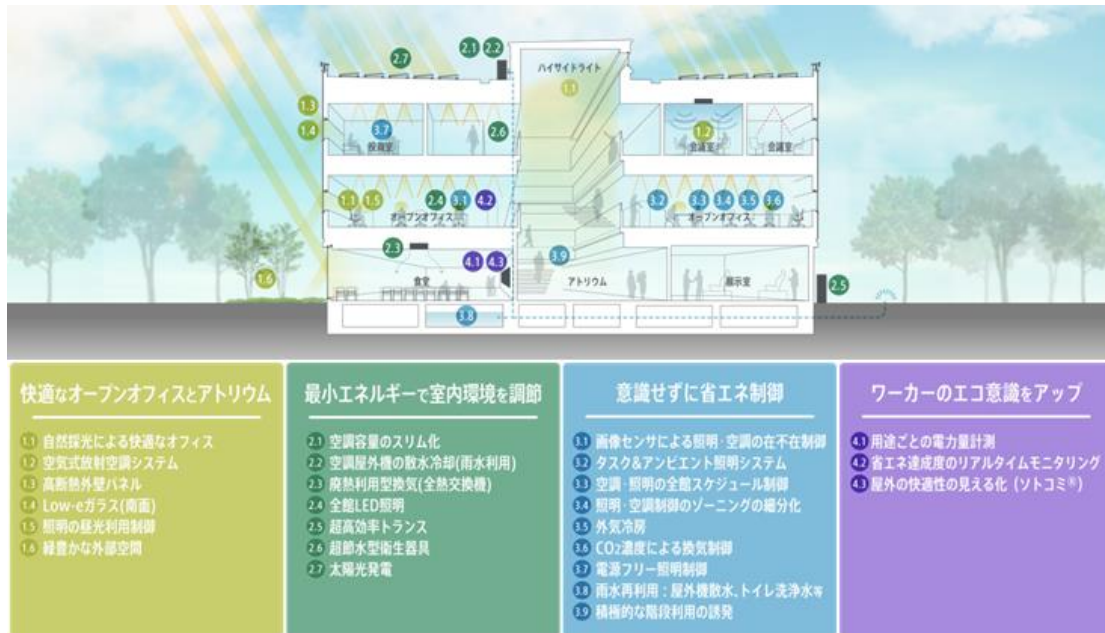 2.1 2.2
2.7
ハイサイドライト
1.1
1.3
1.4
3.7
役員室
2.6
1.2
会議室
会議室
1.1 1.5
2.4 3.1 4.2
オープンオフィス
3.2 3.3 3.4 3.5 3.6
オープンオフィス
1.6
2.3
4.1 4.3
食堂
3.9
アトリウム
展示室
2.5
3.8
快適なオープンオフィスとアトリウム
1.1 自然採光による快適なオフィス
1.2 空気式放射空調システム
1.3 高断熱外壁パネル
1.4 Low-eガラス(南面)
1.5 照明の昼光利用制御
1.6 緑豊かな外部空間
最小エネルギーで室内環境を調節
2.1 空調容量のスリム化
2.2 空調屋外機の散水冷却(雨水利用)
2.3 廃熱利用型換気(全熱交換機)
2.4 全館LED照明
2.5 超高効率トランス
2.6 超節水型衛生器具
2.7 太陽光発電
意識せずに省エネ制御
3.1 画像センサによる照明・空調の在不在制御
3.2 タスク&アンビエント照明システム
3.3 空調・照明の全館スケジュール制御
3.4 照明・空調制御のゾーニングの細分化
3.5 外気冷房
3.6 CO2濃度による換気制御
3.7 電源フリー照明制御
3.8 雨水再利用：屋外機散水、トイレ洗浄水等
3.9 積極的な階段利用の誘発
ワーカーのエコ意識をアップ
4.1 用途ごとの電力量計測
4.2 省エネ達成度のリアルタイムモニタリング
4.3 屋外の快適性の見える化（ソトコミ®）